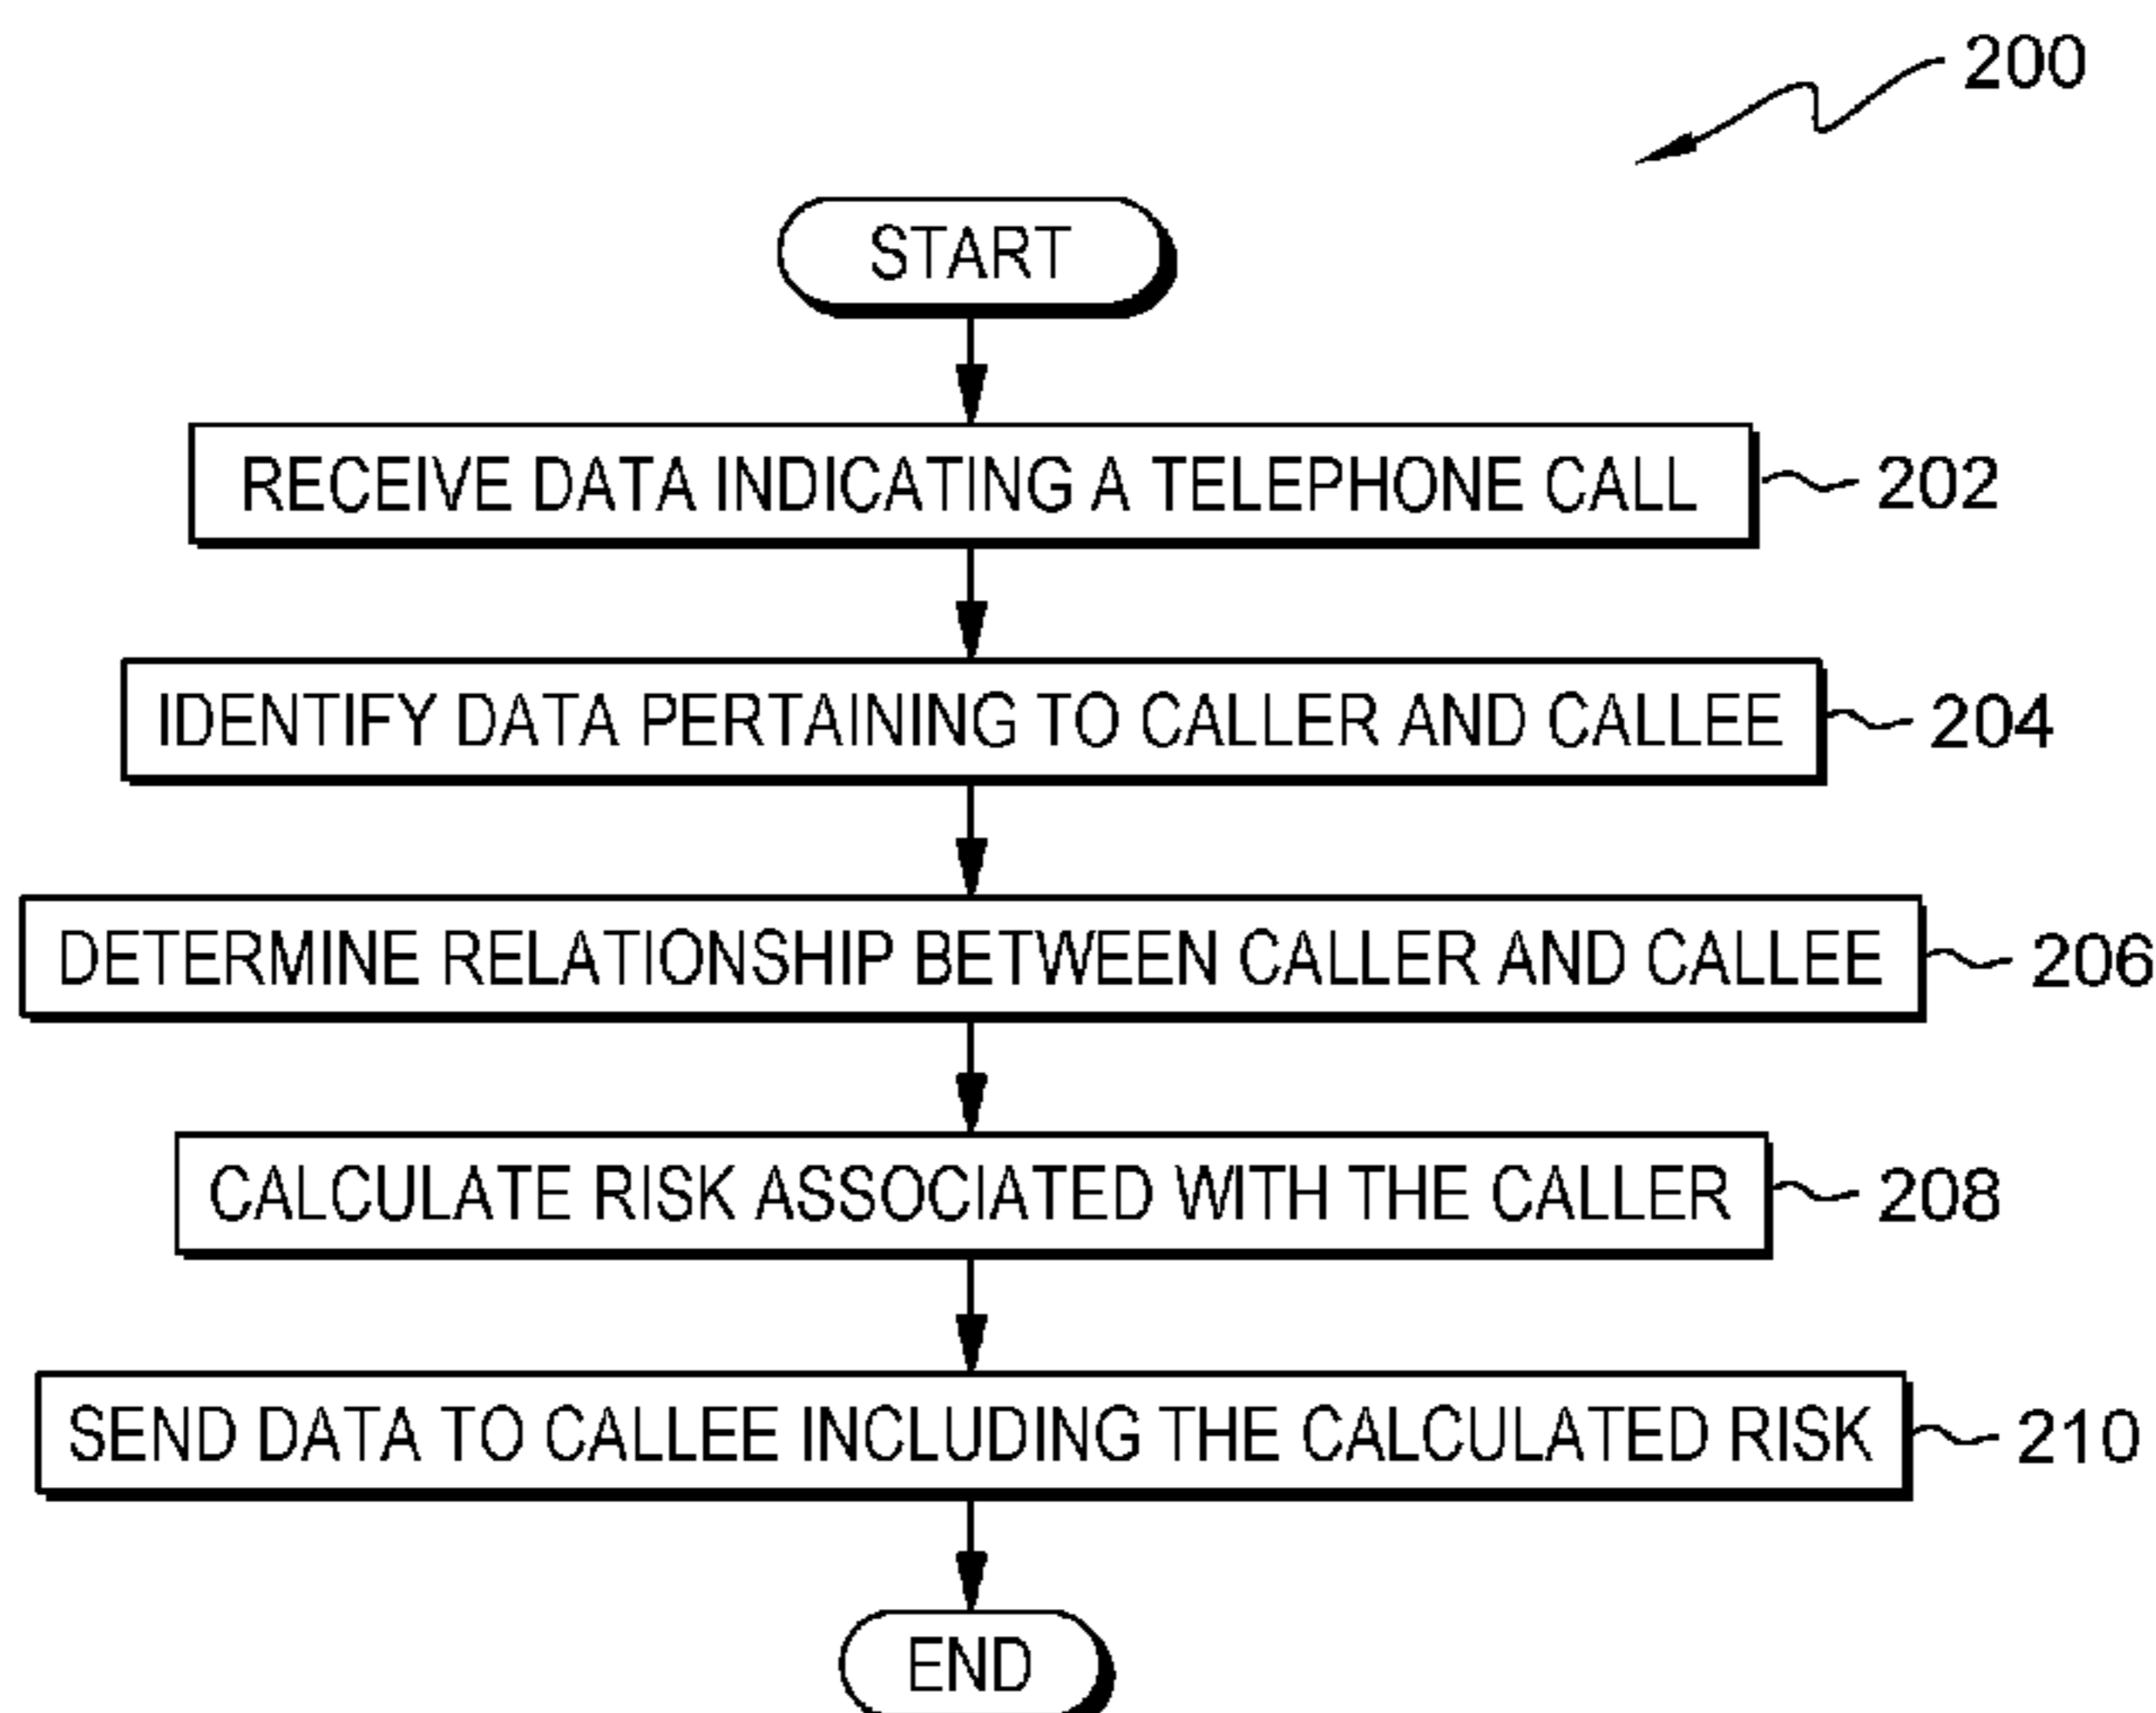 200
START
RECEIVE DATA INDICATING A TELEPHONE CALL 202
IDENTIFY DATA PERTAINING TO CALLER AND CALLEE 204
DETERMINE RELATIONSHIP BETWEEN CALLER AND CALLEE 206
CALCULATE RISK ASSOCIATED WITH THE CALLER 208
SEND DATA TO CALLEE INCLUDING THE CALCULATED RISK 210
END